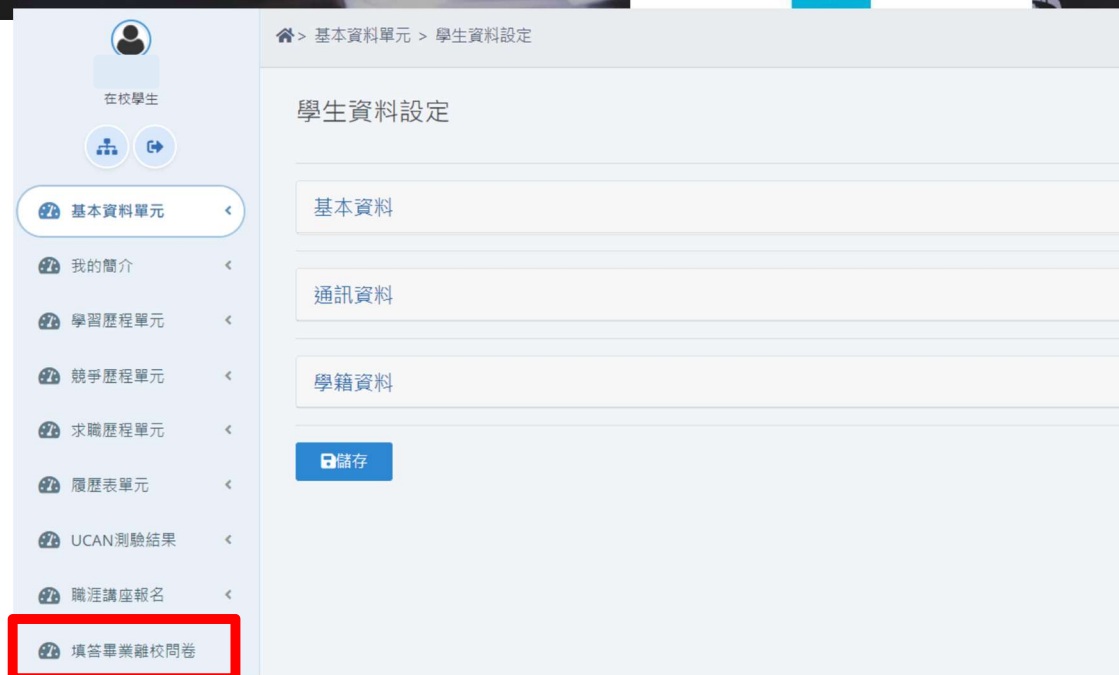 > 基本資料單元 > 學生資料設定
在校學生
基本資料單元
我的簡介
學習歷程單元
競爭歷程單元
求職歷程單元
履歷表單元
UCAN測驗結果
職涯講座報名
填答畢業離校問卷
學生資料設定
基本資料
通訊資料
學籍資料
儲存